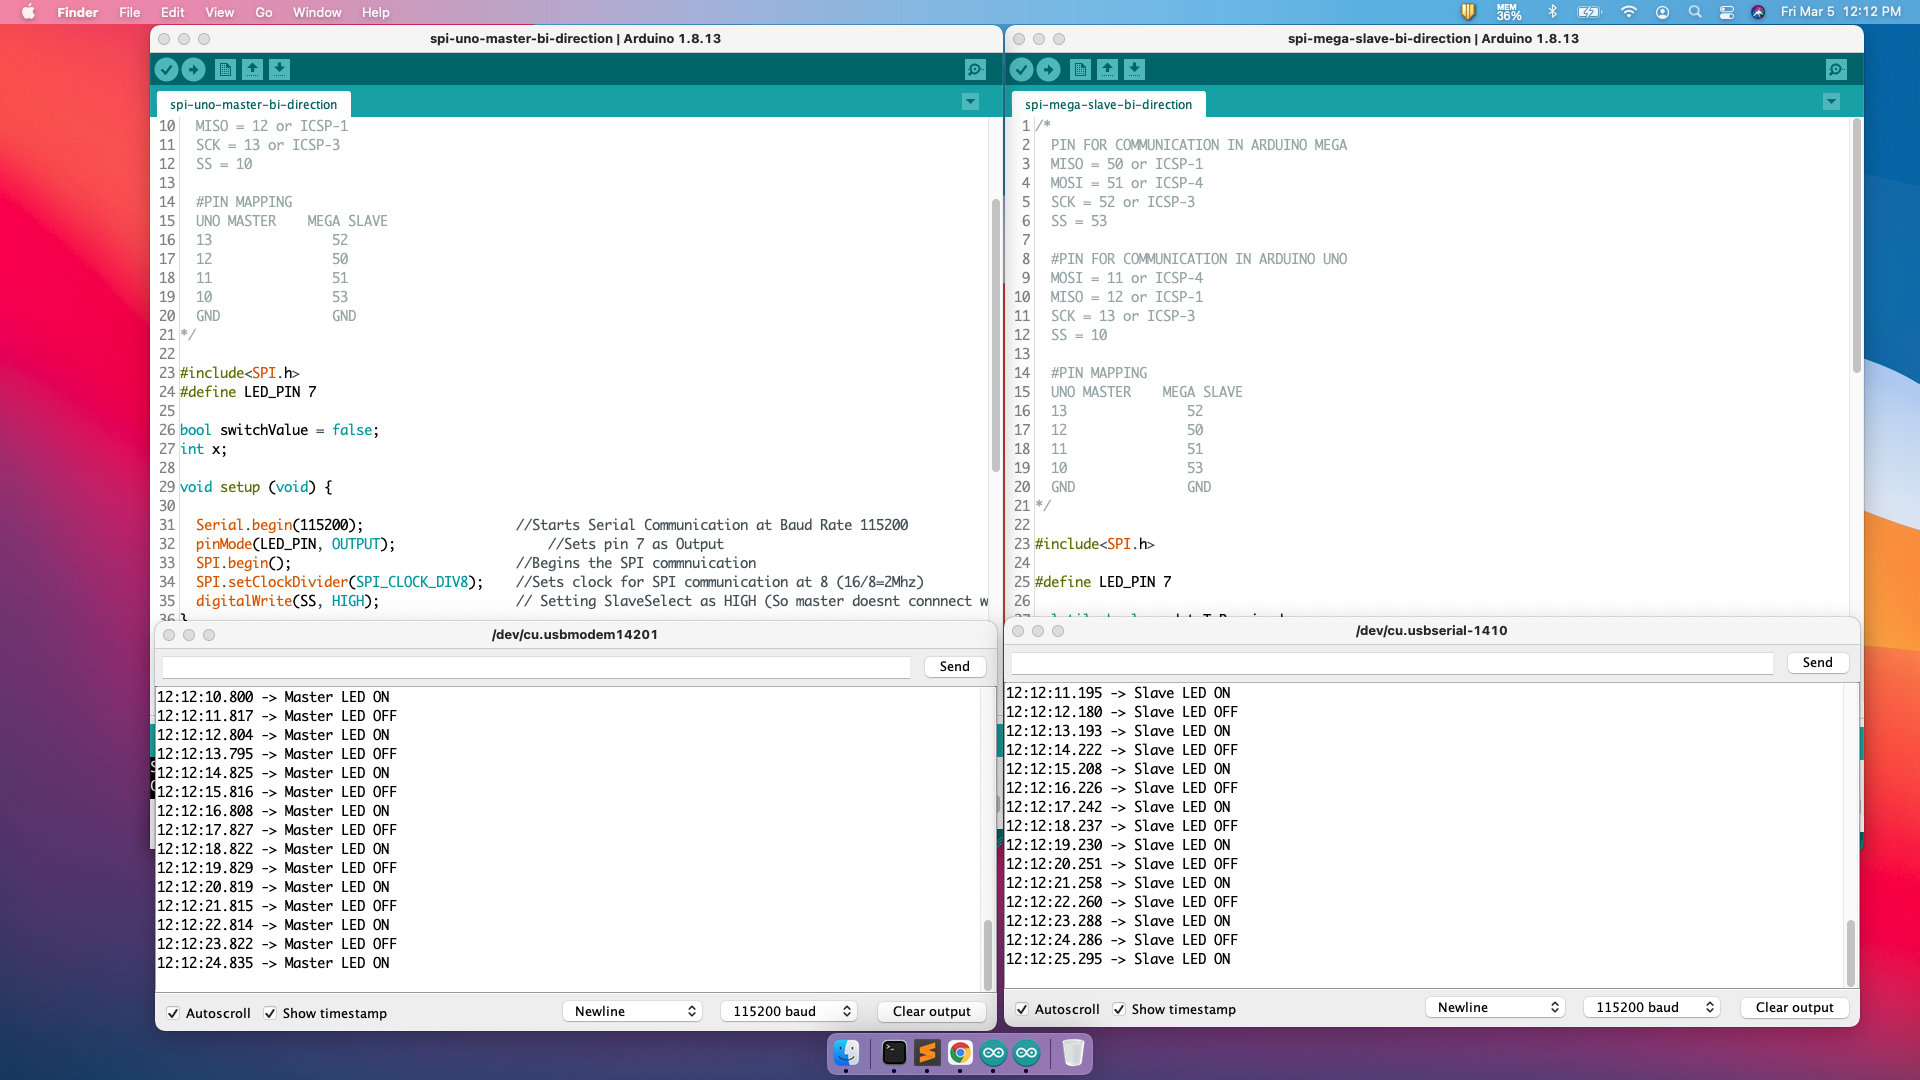 Finder File Edit View Go Window Help
MEM 36%
Fri Mar 5 12:12 PM
spi-uno-master-bi-direction | Arduino 1.8.13
spi-uno-master-bi-direction
10 MISO = 12 or ICSP-1
11 SCK = 13 or ICSP-3
12 SS = 10
13
14 #PIN MAPPING
15 UNO MASTER MEGA SLAVE
16 13 52
17 12 50
18 11 51
19 10 53
20 GND GND
21 */
22
23 #include<SPI.h>
24 #define LED_PIN 7
25
26 bool switchValue = false;
27 int x;
28
29 void setup (void) {
30
31 Serial.begin(115200); //Starts Serial Communication at Baud Rate 115200
32 pinMode(LED_PIN, OUTPUT); //Sets pin 7 as Output
33 SPI.begin(); //Begins the SPI commnuication
34 SPI.setClockDivider(SPI_CLOCK_DIV8); //Sets clock for SPI communication at 8 (16/8=2Mhz)
35 digitalWrite(SS, HIGH); // Setting SlaveSelect as HIGH (So master doesnt connnect w
36 }
/dev/cu.usbmodem14201
Send
12:12:10.800 -> Master LED ON
12:12:11.817 -> Master LED OFF
12:12:12.804 -> Master LED ON
12:12:13.795 -> Master LED OFF
12:12:14.825 -> Master LED ON
12:12:15.816 -> Master LED OFF
12:12:16.808 -> Master LED ON
12:12:17.827 -> Master LED OFF
12:12:18.822 -> Master LED ON
12:12:19.829 -> Master LED OFF
12:12:20.819 -> Master LED ON
12:12:21.815 -> Master LED OFF
12:12:22.814 -> Master LED ON
12:12:23.822 -> Master LED OFF
12:12:24.835 -> Master LED ON
Autoscroll Show timestamp Newline 115200 baud Clear output
spi-mega-slave-bi-direction | Arduino 1.8.13
spi-mega-slave-bi-direction
1 /*
2 PIN FOR COMMUNICATION IN ARDUINO MEGA
3 MISO = 50 or ICSP-1
4 MOSI = 51 or ICSP-4
5 SCK = 52 or ICSP-3
6 SS = 53
7
8 #PIN FOR COMMUNICATION IN ARDUINO UNO
9 MOSI = 11 or ICSP-4
10 MISO = 12 or ICSP-1
11 SCK = 13 or ICSP-3
12 SS = 10
13
14 #PIN MAPPING
15 UNO MASTER MEGA SLAVE
16 13 52
17 12 50
18 11 51
19 10 53
20 GND GND
21 */
22
23 #include<SPI.h>
24
25 #define LED_PIN 7
26
/dev/cu.usbserial-1410
Send
12:12:11.195 -> Slave LED ON
12:12:12.180 -> Slave LED OFF
12:12:13.193 -> Slave LED ON
12:12:14.222 -> Slave LED OFF
12:12:15.208 -> Slave LED ON
12:12:16.226 -> Slave LED OFF
12:12:17.242 -> Slave LED ON
12:12:18.237 -> Slave LED OFF
12:12:19.230 -> Slave LED ON
12:12:20.251 -> Slave LED OFF
12:12:21.258 -> Slave LED ON
12:12:22.260 -> Slave LED OFF
12:12:23.288 -> Slave LED ON
12:12:24.286 -> Slave LED OFF
12:12:25.295 -> Slave LED ON
Autoscroll Show timestamp Newline 115200 baud Clear output